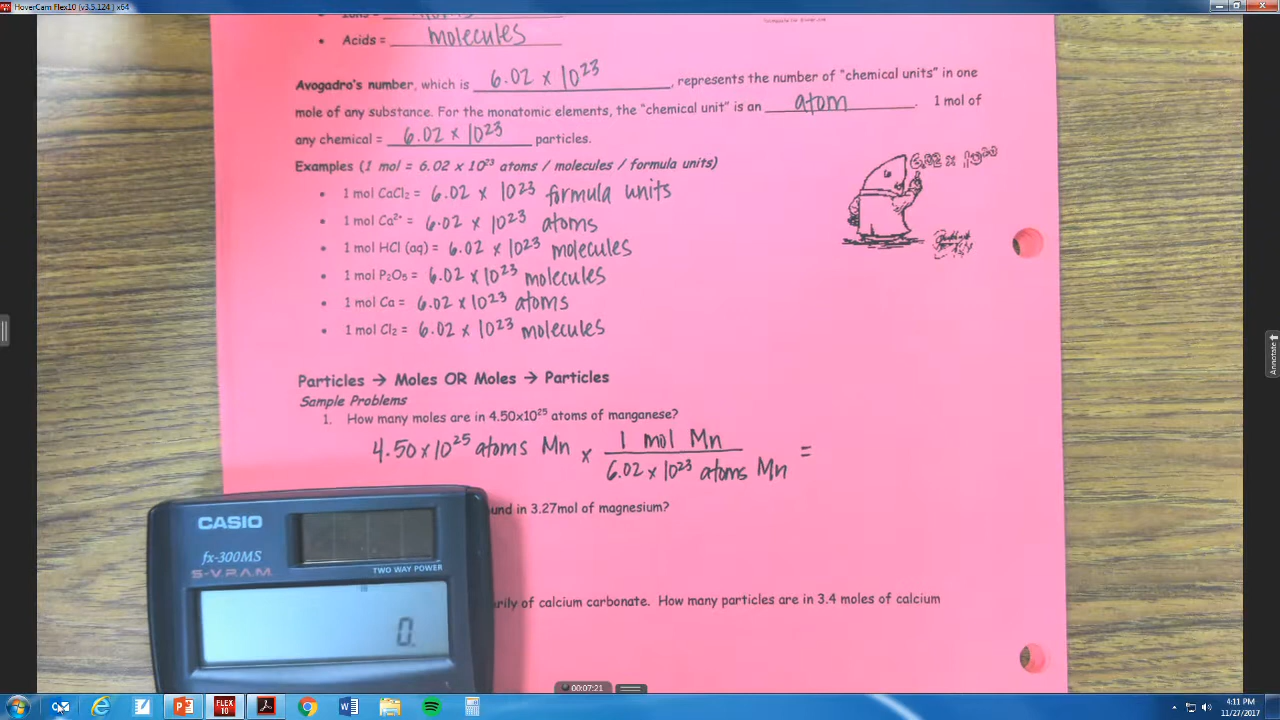 HoverCam Flex10 [v3.5.124] x64
• Acids = molecules
Avogadro's number, which is 6.02 x 10²³, represents the number of "chemical units" in one
mole of any substance. For the monatomic elements, the "chemical unit" is an atom. 1 mol of
any chemical = 6.02 x 10²³ particles.
6.02 x 10²³
Examples (1 mol = 6.02 x 10²³ atoms / molecules / formula units)
• 1 mol CaCl₂ = 6.02 x 10²³ formula units
• 1 mol Ca²⁺ = 6.02 x 10²³ atoms
• 1 mol HCl (aq) = 6.02 x 10²³ molecules
• 1 mol P₂O₅ = 6.02 x 10²³ molecules
• 1 mol Ca = 6.02 x 10²³ atoms
• 1 mol Cl₂ = 6.02 x 10²³ molecules
Particles → Moles OR Moles → Particles
Sample Problems
1. How many moles are in 4.50x10²⁵ atoms of manganese?
4.50 x 10²⁵ atoms Mn x 1 mol Mn =
6.02 x 10²³ atoms Mn
in 3.27mol of magnesium?
of calcium carbonate. How many particles are in 3.4 moles of calcium
CASIO
fx-300MS
S-V.P.A.M.
TWO WAY POWER
0.
Annotate
00:07:21
FLEX
10
4:11 PM
11/27/2017